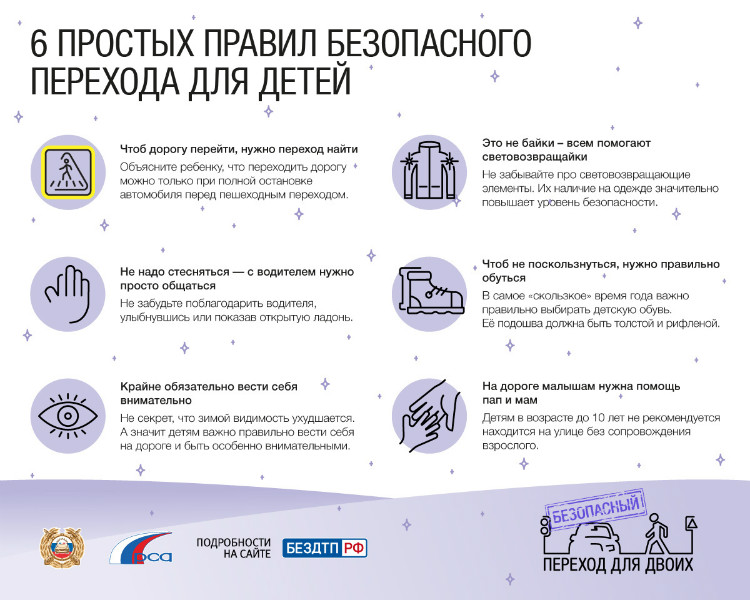 6 ПРОСТЫХ ПРАВИЛ БЕЗОПАСНОГО
ПЕРЕХОДА ДЛЯ ДЕТЕЙ
Чтоб дорогу перейти, нужно переход найти
Объясните ребенку, что переходить дорогу
можно только при полной остановке
автомобиля перед пешеходным переходом.
Не надо стесняться — с водителем нужно
просто общаться
Не забудьте поблагодарить водителя,
улыбнувшись или показав открытую ладонь.
Крайне обязательно вести себя
внимательно
Не секрет, что зимой видимость ухудшается.
А значит детям важно правильно вести себя
на дороге и быть особенно внимательными.
Это не байки – всем помогают
световозвращайки
Не забывайте про световозвращающие
элементы. Их наличие на одежде значительно
повышает уровень безопасности.
Чтоб не поскользнуться, нужно правильно
обуться
В самое «скользкое» время года важно
правильно выбирать детскую обувь.
Её подошва должна быть толстой и рифленой.
На дороге малышам нужна помощь
пап и мам
Детям в возрасте до 10 лет не рекомендуется
находится на улице без сопровождения
взрослого.
рса
ПОДРОБНОСТИ
НА САЙТЕ
БЕЗДТП РФ
БЕЗОПАСНЫЙ
ПЕРЕХОД ДЛЯ ДВОИХ